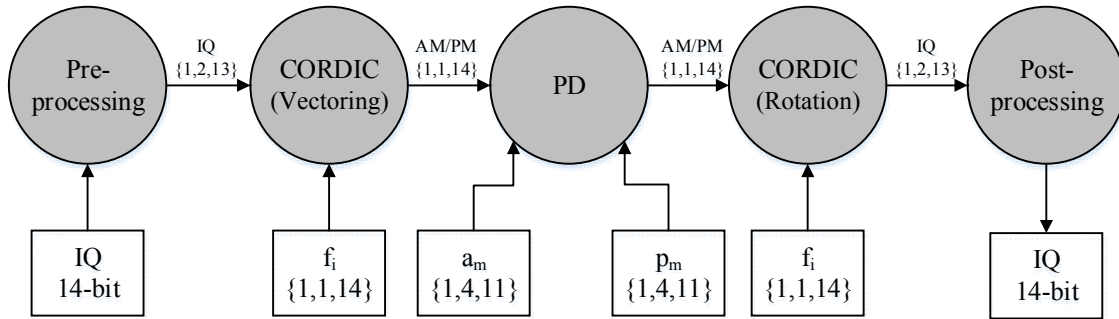 Pre-
processing
IQ
{1,2,13}
CORDIC
(Vectoring)
AM/PM
{1,1,14}
PD
AM/PM
{1,1,14}
CORDIC
(Rotation)
IQ
{1,2,13}
Post-
processing
IQ
14-bit
fᵢ
{1,1,14}
aₘ
{1,4,11}
pₘ
{1,4,11}
fᵢ
{1,1,14}
IQ
14-bit